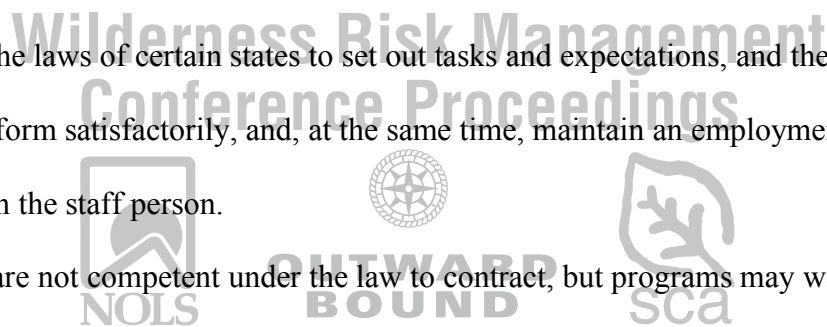 Wilderness Risk Management
he laws of certain states to set out tasks and expectations, and the
Conference Proceedings
form satisfactorily, and, at the same time, maintain an employmen
n the staff person.
are not competent under the law to contract, but programs may w
NOLS
OUTWARD
BOUND
sca